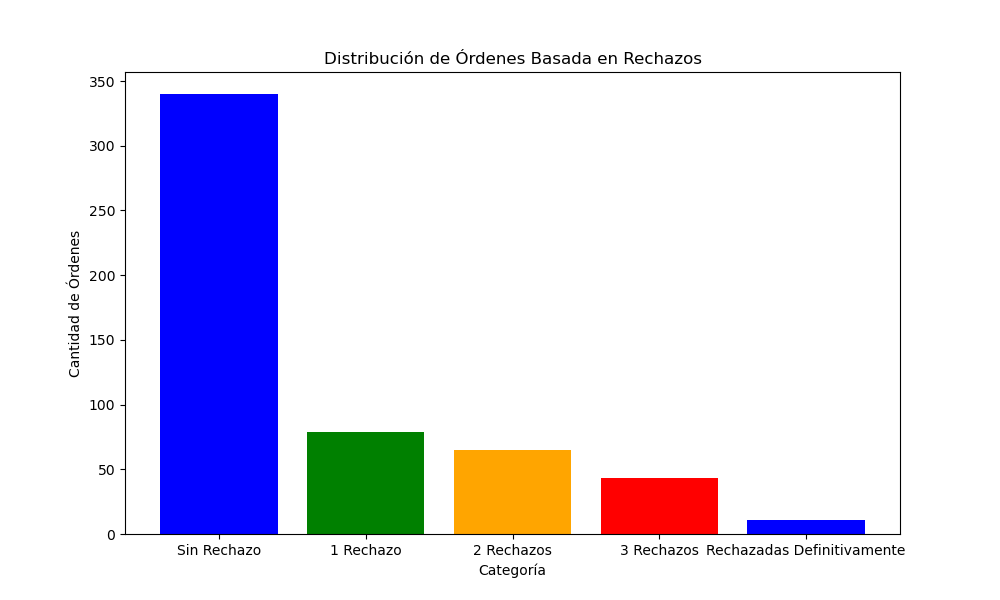 Distribución de Órdenes Basada en Rechazos
Cantidad de Órdenes
350
300
250
200
150
100
50
0
Sin Rechazo 1 Rechazo 2 Rechazos 3 Rechazos Rechazadas Definitivamente
Categoría